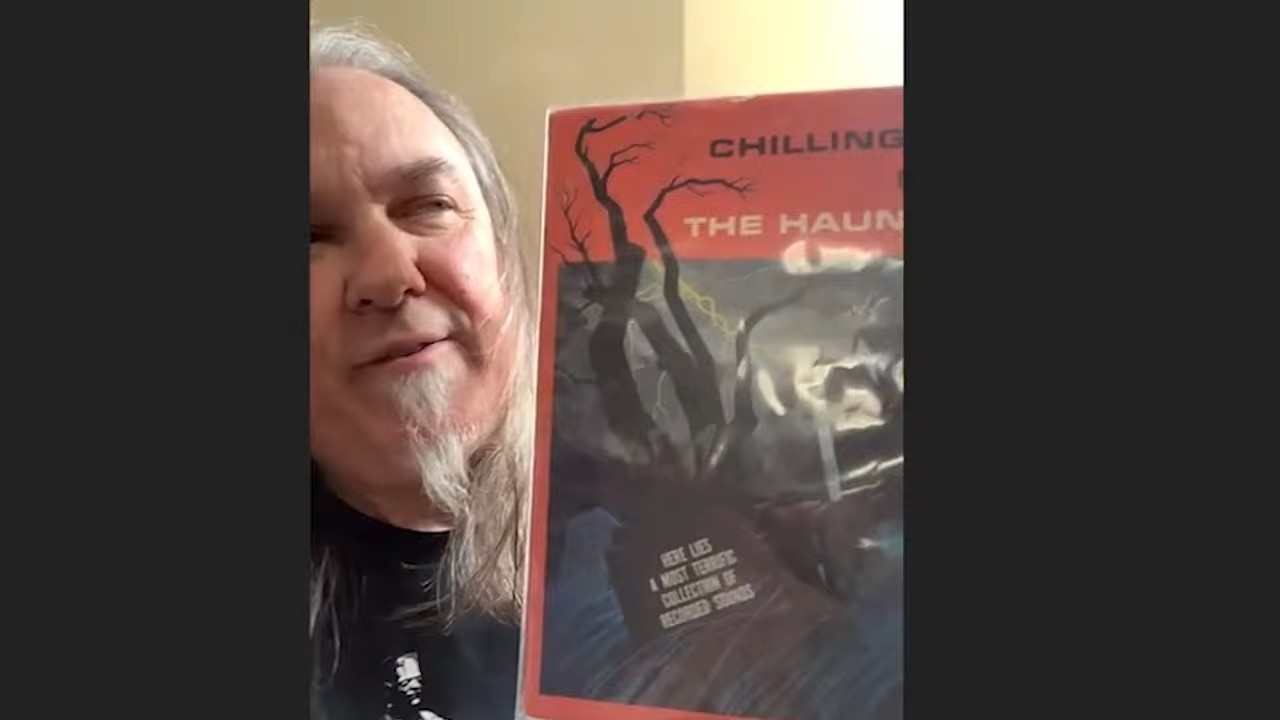 CHILLING
THE HAUN
HERE LIES
A MOST TERRIFIC
COLLECTION OF
RECORDED SOUNDS